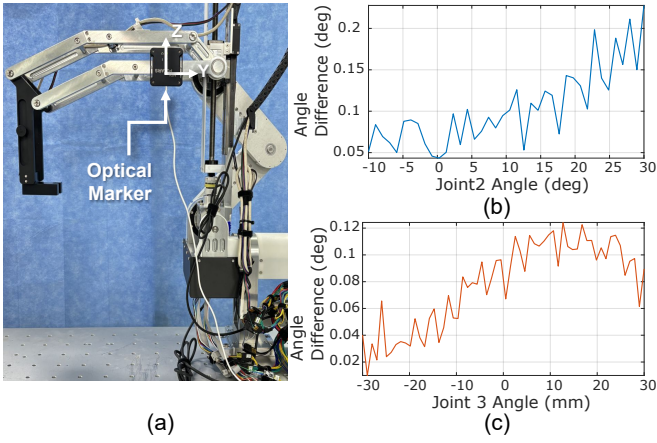 Z
Y
Optical
Marker
(a)
Angle
Difference (deg)
0.2
0.15
0.1
0.05
-10
-5
0
5
10
15
20
25
30
Joint2 Angle (deg)
(b)
Angle
Difference (deg)
0.12
0.1
0.08
0.06
0.04
0.02
-30
-20
-10
0
10
20
30
Joint 3 Angle (mm)
(c)